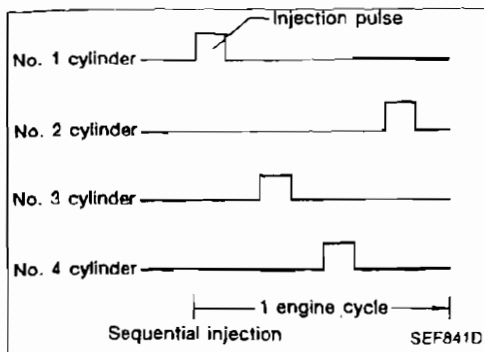 Injection pulse
No. 1 cylinder
No. 2 cylinder
No. 3 cylinder
No. 4 cylinder
1 engine cycle
Sequential injection
SEF841D